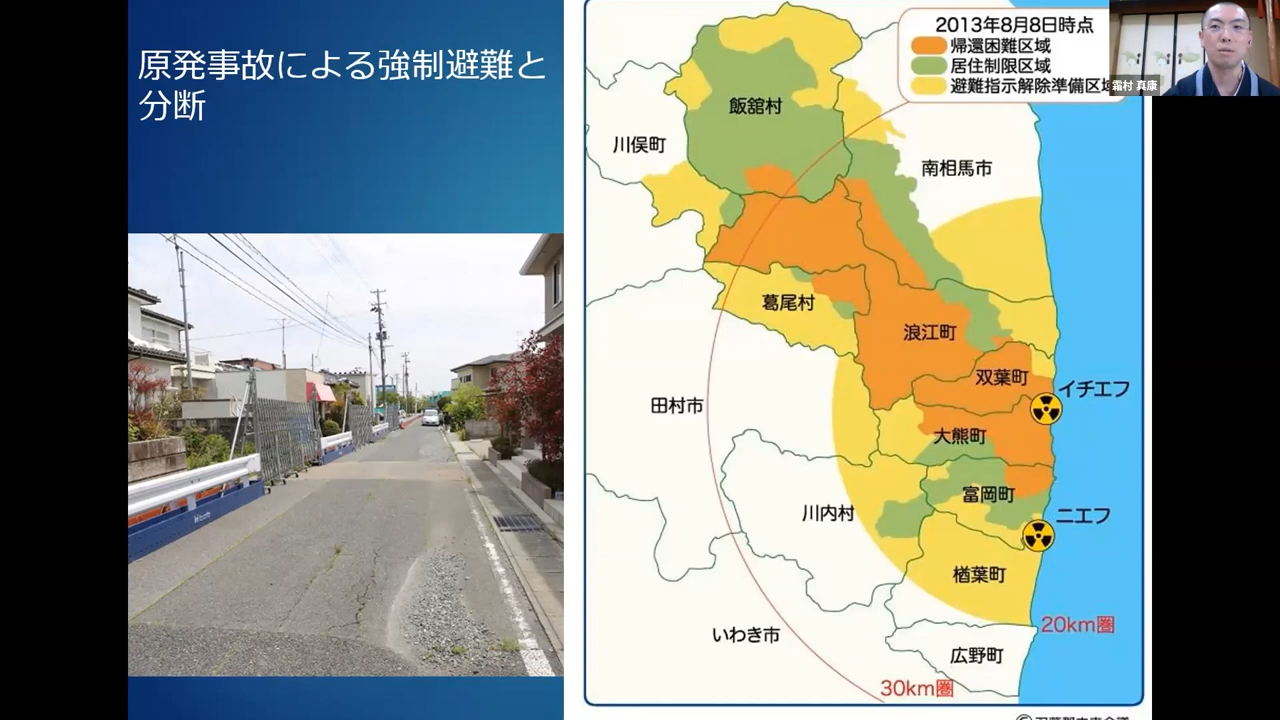 原発事故による強制避難と
分断
2013年8月8日時点
帰還困難区域
居住制限区域
避難指示解除準備区域
霜村 真康
飯舘村
川俣町
南相馬市
葛尾村
浪江町
双葉町
イチエフ
田村市
大熊町
富岡町
川内村
ニエフ
楢葉町
20km圏
いわき市
広野町
30km圏